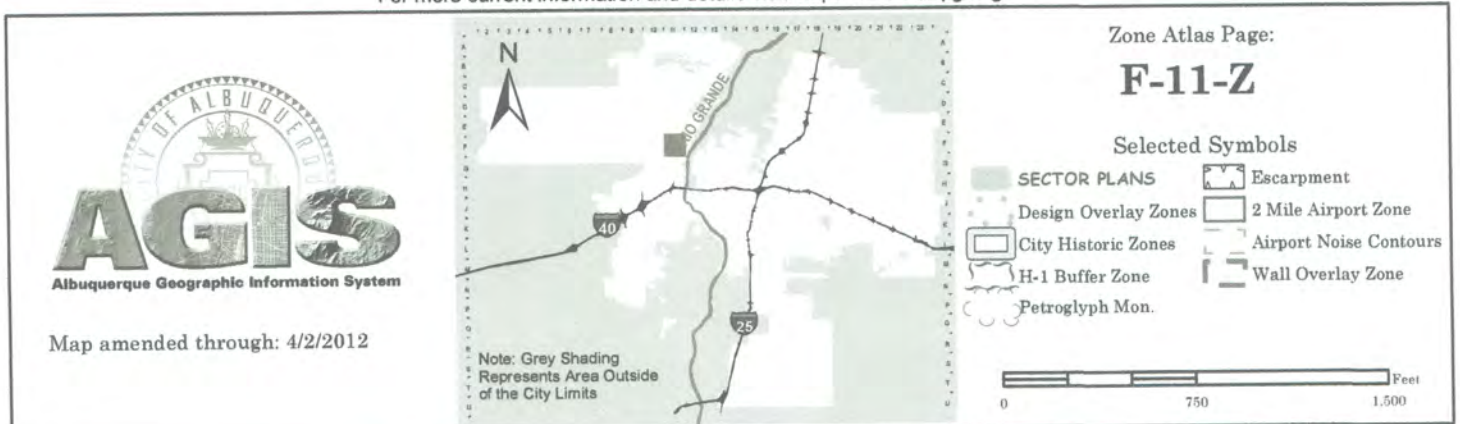 CITY OF ALBUQUERQUE
AGIS
Albuquerque Geographic Information System
Map amended through: 4/2/2012
N
RIO GRANDE
40
25
Note: Grey Shading
Represents Area Outside
of the City Limits
Zone Atlas Page:
F-11-Z
Selected Symbols
SECTOR PLANS
Design Overlay Zones
City Historic Zones
H-1 Buffer Zone
Petroglyph Mon.
Escarpment
2 Mile Airport Zone
Airport Noise Contours
Wall Overlay Zone
Feet
0 750 1,500